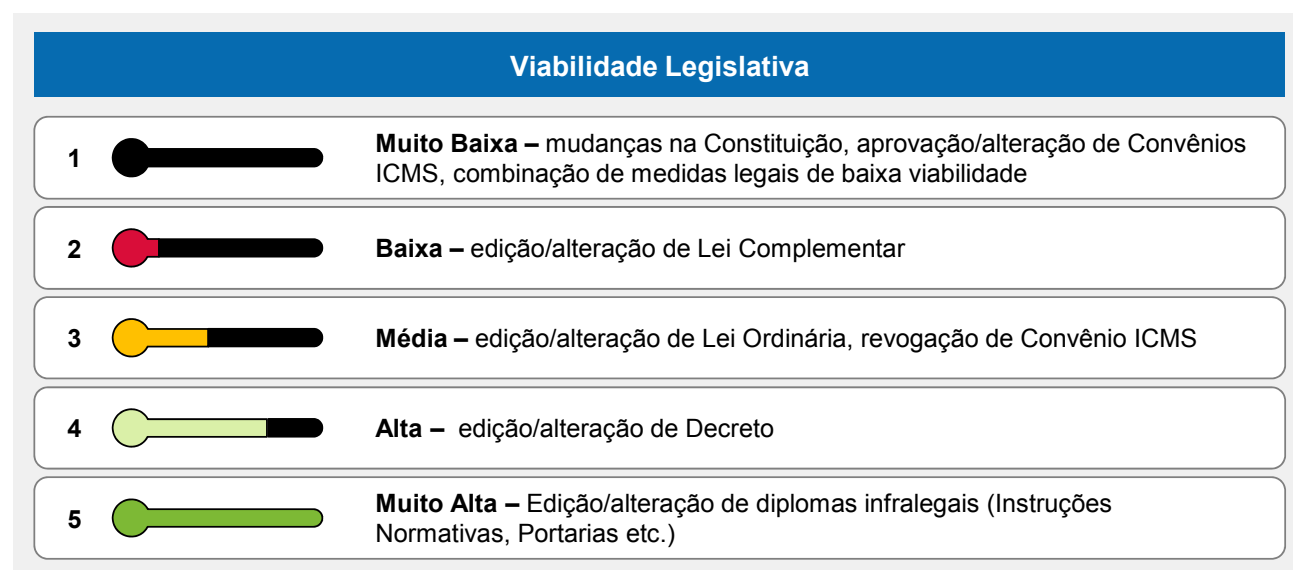 Viabilidade Legislativa
1
Muito Baixa – mudanças na Constituição, aprovação/alteração de Convênios
ICMS, combinação de medidas legais de baixa viabilidade
2
Baixa – edição/alteração de Lei Complementar
3
Média – edição/alteração de Lei Ordinária, revogação de Convênio ICMS
4
Alta – edição/alteração de Decreto
5
Muito Alta – Edição/alteração de diplomas infralegais (Instruções
Normativas, Portarias etc.)